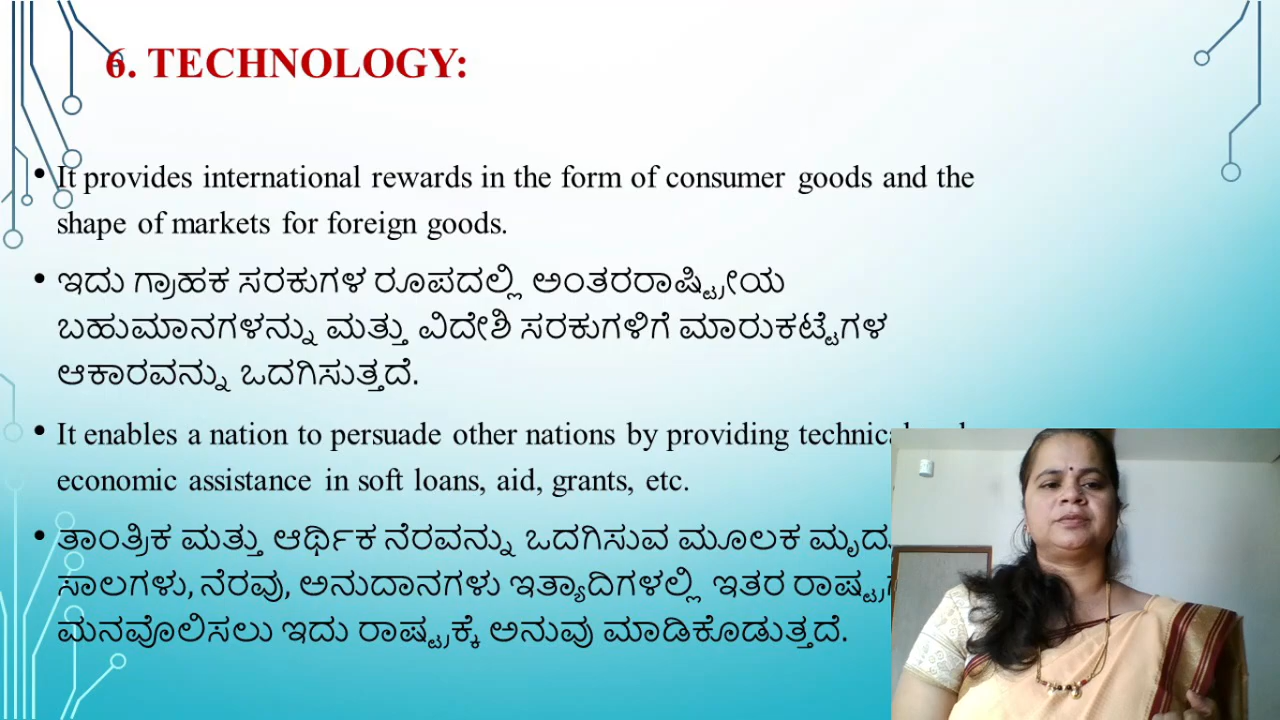 6. TECHNOLOGY:
• It provides international rewards in the form of consumer goods and the
shape of markets for foreign goods.
• ಇದು ಗ್ರಾಹಕ ಸರಕುಗಳ ರೂಪದಲ್ಲಿ ಅಂತರರಾಷ್ಟ್ರೀಯ
ಬಹುಮಾನಗಳನ್ನು ಮತ್ತು ವಿದೇಶಿ ಸರಕುಗಳಿಗೆ ಮಾರುಕಟ್ಟೆಗಳ
ಆಕಾರವನ್ನು ಒದಗಿಸುತ್ತದೆ.
• It enables a nation to persuade other nations by providing
economic assistance in soft loans, aid, grants, etc.
• ತಾಂತ್ರಿಕ ಮತ್ತು ಆರ್ಥಿಕ ನೆರವನ್ನು ಒದಗಿಸುವ ಮೂಲಕ
ಸಾಲಗಳು, ನೆರವು, ಅನುದಾನಗಳು ಇತ್ಯಾದಿಗಳಲ್ಲಿ ಇತರ
ಮನವೊಲಿಸಲು ಇದು ರಾಷ್ಟ್ರಕ್ಕೆ ಅನುವು ಮಾಡಿಕೊಡುತ್ತದೆ.